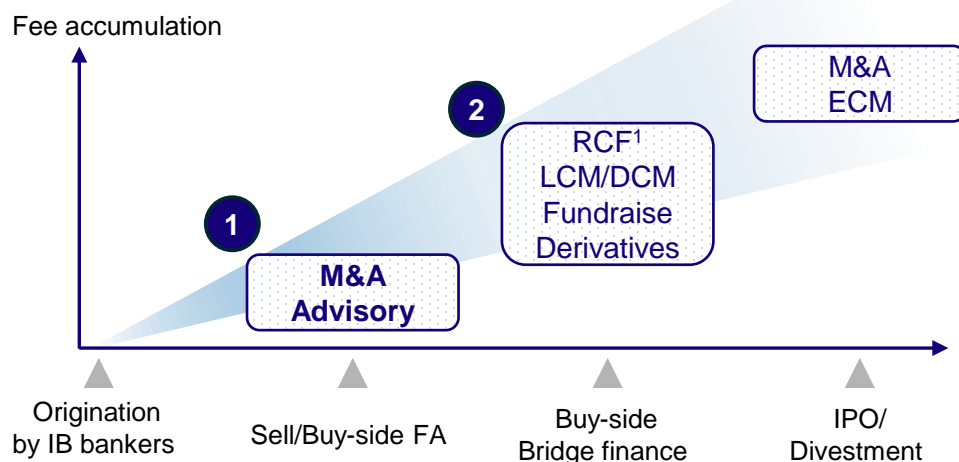 Fee accumulation
M&A
ECM
2
RCF¹
LCM/DCM
Fundraise
Derivatives
1
M&A
Advisory
Origination
by IB bankers
Sell/Buy-side FA
Buy-side
Bridge finance
IPO/
Divestment